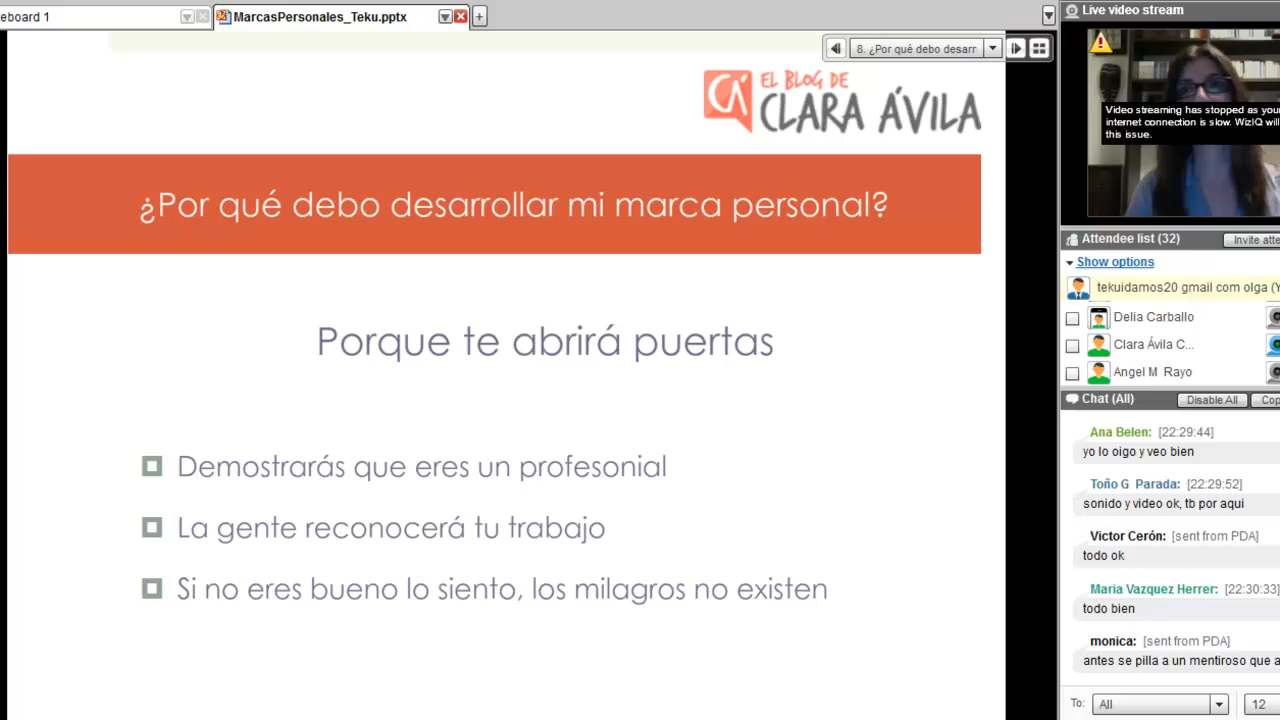 eboard 1
MarcasPersonales_Teku.pptx
8. ¿Por qué debo desarr
EL BLOG DE
CLARA ÁVILA
¿Por qué debo desarrollar mi marca personal?
Porque te abrirá puertas
Demostrarás que eres un profesonial
La gente reconocerá tu trabajo
Si no eres bueno lo siento, los milagros no existen
Live video stream
Video streaming has stopped as your
internet connection is slow. WizIQ will
this issue.
Attendee list (32)
Invite atte
Show options
tekuidamos20 gmail com olga (Y
Delia Carballo
Clara Ávila C...
Angel M Rayo
Chat (All)
Disable All
Cop
Ana Belen: [22:29:44]
yo lo oigo y veo bien
Toño G Parada: [22:29:52]
sonido y video ok, tb por aqui
Victor Cerón: [sent from PDA]
todo ok
Maria Vazquez Herrer: [22:30:33]
todo bien
monica: [sent from PDA]
antes se pilla a un mentiroso que a
To:
All
12